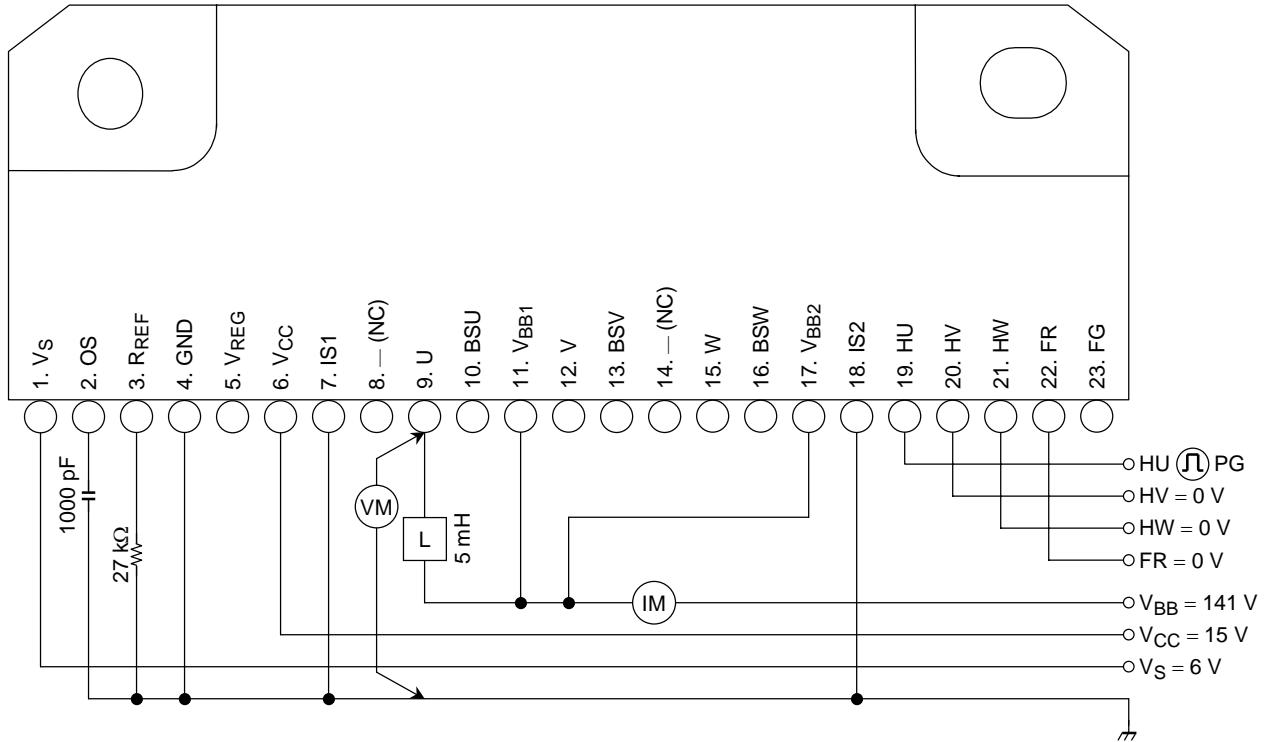 1. VS
2. OS
3. RREF
4. GND
5. VREG
6. VCC
7. IS1
8. — (NC)
9. U
10. BSU
11. VBB1
12. V
13. BSV
14. — (NC)
15. W
16. BSW
17. VBB2
18. IS2
19. HU
20. HV
21. HW
22. FR
23. FG
1000 pF
27 kΩ
VM
L
5 mH
IM
HU PG
HV = 0 V
HW = 0 V
FR = 0 V
VBB = 141 V
VCC = 15 V
VS = 6 V